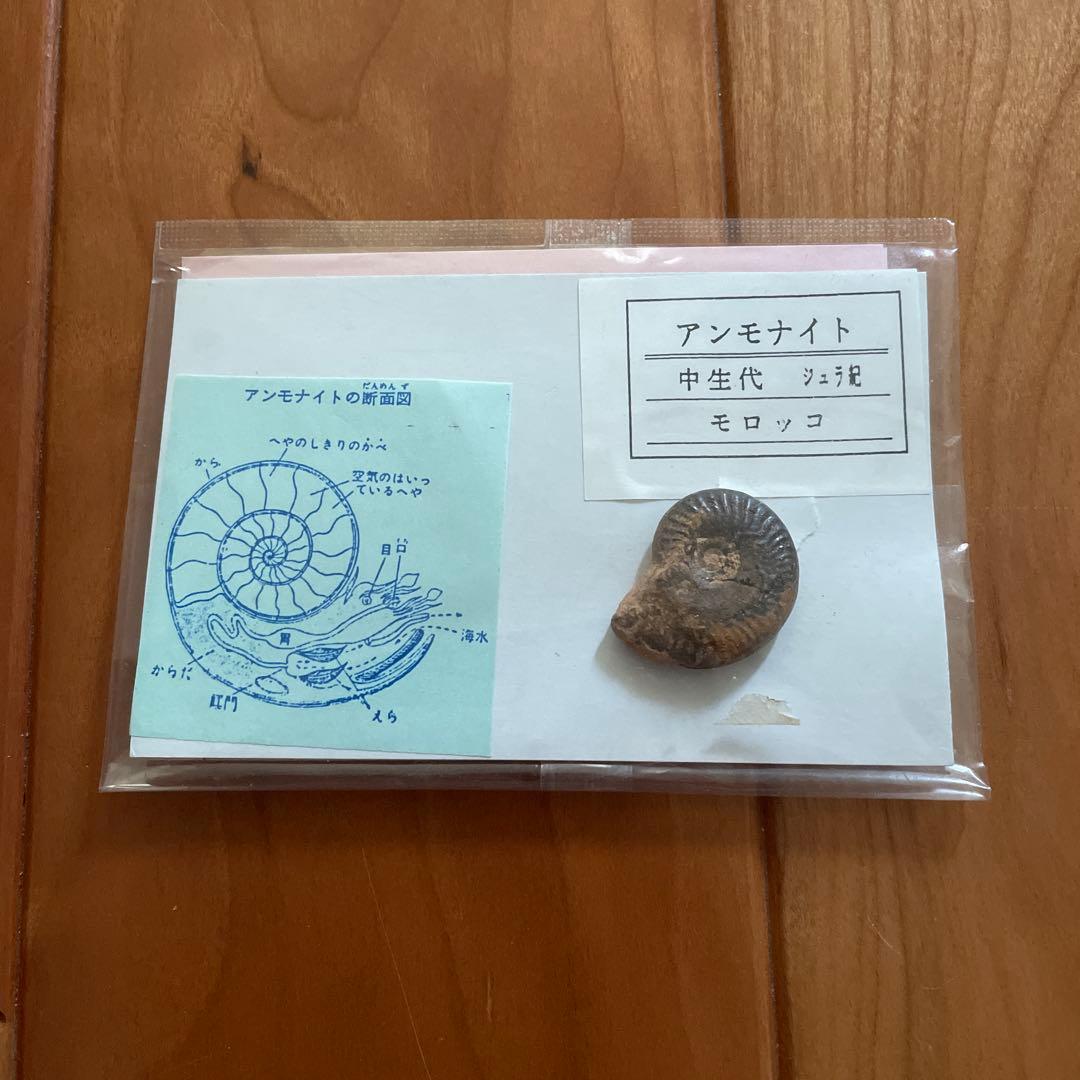 アンモナイト
中生代 ジュラ紀
モロッコ
だんめんず
アンモナイトの断面図
へやのしきりのかべ
から
空気のはいっ
ているへや
目
口
胃
海水
からだ
肛門
えら